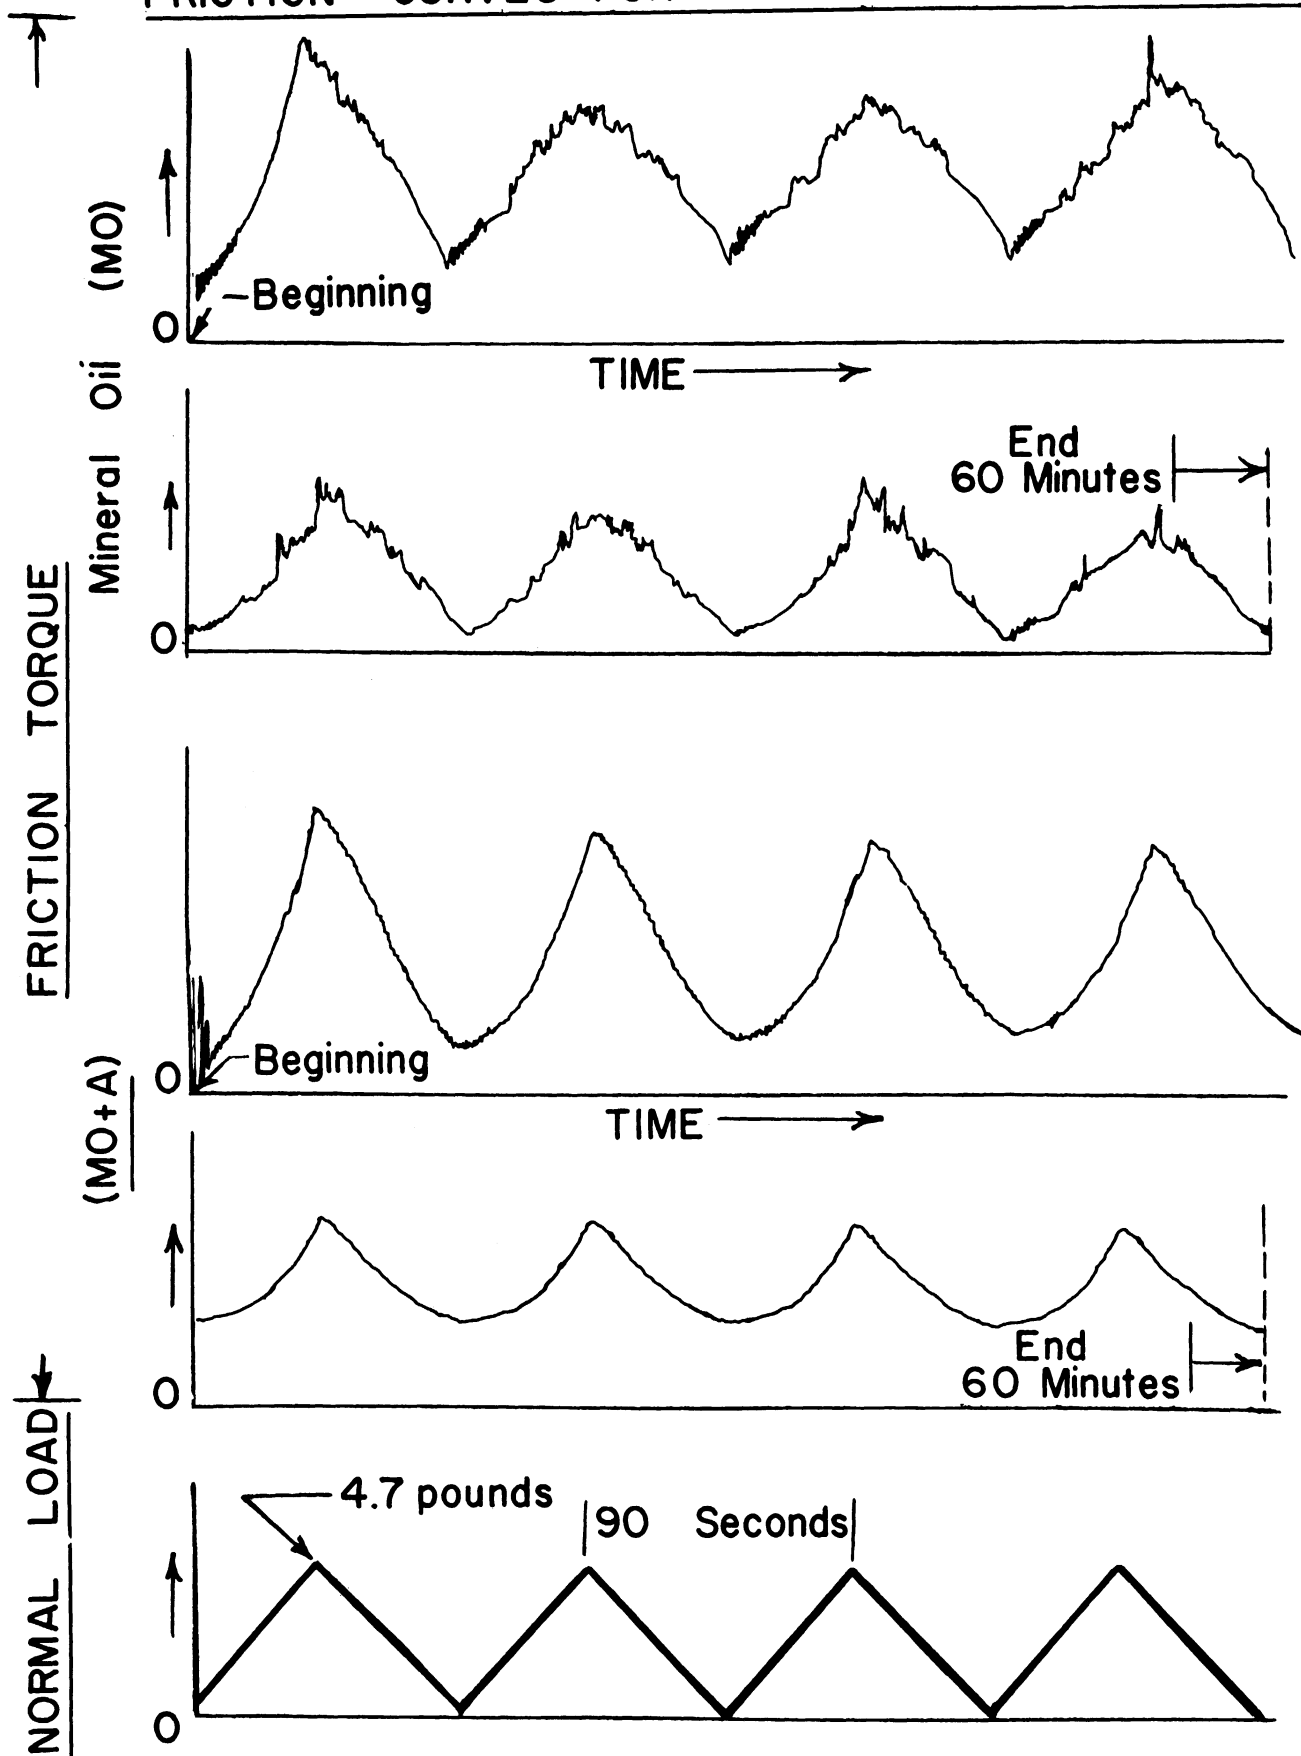 (MO)
Mineral Oil
0
Beginning
TIME
0
End
60 Minutes
FRICTION TORQUE
(MO+A)
0
Beginning
TIME
0
End
60 Minutes
NORMAL LOAD
4.7 pounds
90 Seconds
0